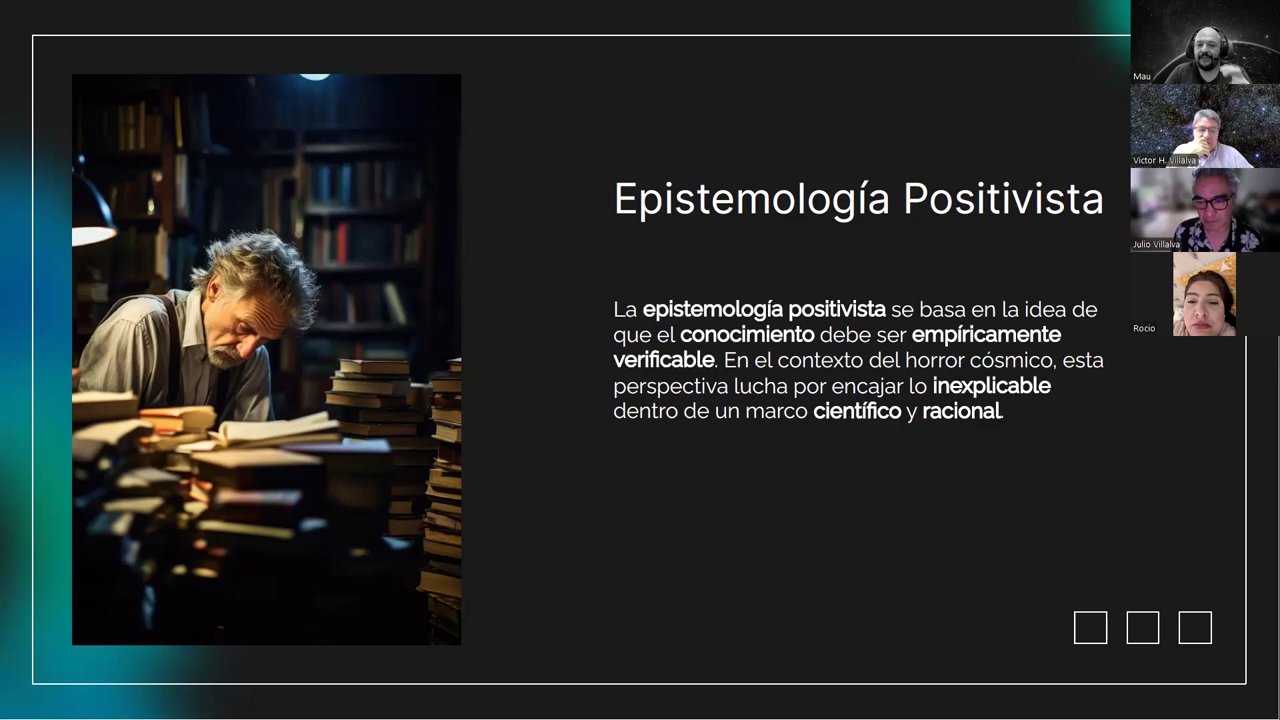 Epistemología Positivista
La epistemología positivista se basa en la idea de
que el conocimiento debe ser empíricamente
verificable. En el contexto del horror cósmico, esta
perspectiva lucha por encajar lo inexplicable
dentro de un marco científico y racional.
Mau
Victor H. Villalva
Julio Villalva
Rocio